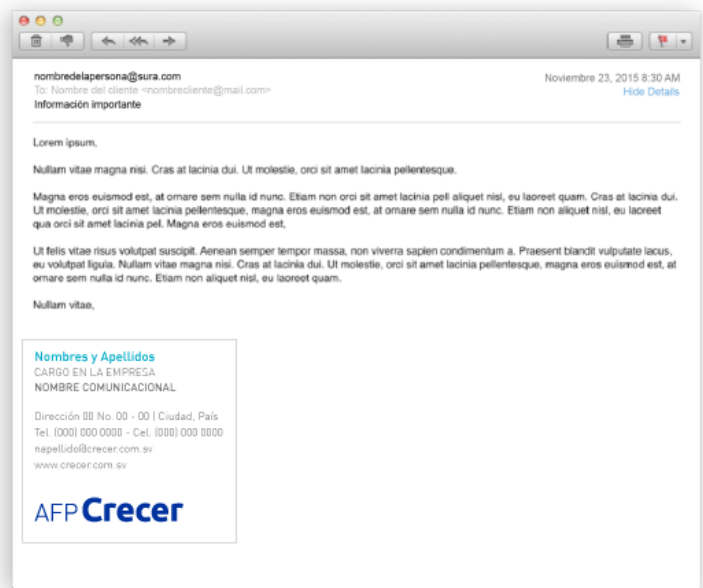 nombredelapersona@sura.com
Noviembre 23, 2015 8:30 AM
To: Nombre del cliente <nombrecliente@mail.com>
Hide Details
Información importante
Lorem ipsum,
Nullam vitae magna nisi. Cras at lacinia dui. Ut molestie, orci sit amet lacinia pellentesque.
Magna eros euismod est, at ornare sem nulla id nunc. Etiam non orci sit amet lacinia pell aliquet nisl, eu laoreet quam. Cras at lacinia dui.
Ut molestie, orci sit amet lacinia pellentesque, magna eros euismod est, at ornare sem nulla id nunc. Etiam non aliquet nisl, eu laoreet
qua orci sit amet lacinia pel. Magna eros euismod est,
Ut felis vitae risus volutpat suscipit. Aenean semper tempor massa, non viverra sapien condimentum a. Praesent blandit vulputate lacus,
eu volutpat ligula. Nullam vitae magna nisi. Cras at lacinia dui. Ut molestie, orci sit amet lacinia pellentesque, magna eros euismod est, at
ornare sem nulla id nunc. Etiam non aliquet nisl, eu laoreet quam.
Nullam vitae,
Nombres y Apellidos
CARGO EN LA EMPRESA
NOMBRE COMUNICACIONAL
Dirección 00 No. 00 - 00 | Ciudad, País
Tel. (000) 000 0000 - Cel. (000) 000 0000
napellido@crecer.com.sv
www.crecer.com.sv
AFP Crecer